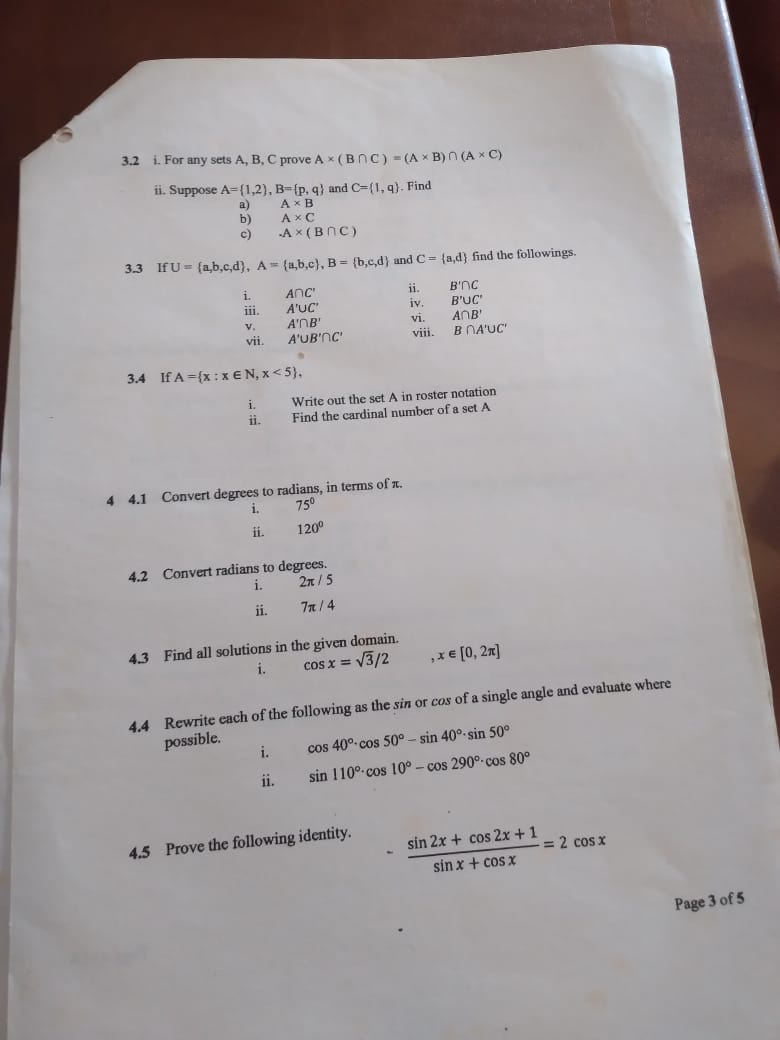 3.2 i. For any sets A, B, C prove A × ( B ∩ C ) = (A × B) ∩ (A × C)
ii. Suppose A={1,2}, B={p, q} and C={1, q}. Find
a) A × B
b) A × C
c) .A × ( B ∩ C )
3.3 If U = {a,b,c,d}, A = {a,b,c}, B = {b,c,d} and C = {a,d} find the followings.
i. A∩C' ii. B'∩C
iii. A'∪C' iv. B'∪C'
v. A'∩B' vi. A∩B'
vii. A'∪B'∩C' viii. B ∩A'∪C'
3.4 If A ={x : x ∈ N, x < 5},
i. Write out the set A in roster notation
ii. Find the cardinal number of a set A
4 4.1 Convert degrees to radians, in terms of π.
i. 75⁰
ii. 120⁰
4.2 Convert radians to degrees.
i. 2π / 5
ii. 7π / 4
4.3 Find all solutions in the given domain.
i. cos x = √3/2 , x ∈ [0, 2π]
4.4 Rewrite each of the following as the sin or cos of a single angle and evaluate where
possible.
i. cos 40°·cos 50° – sin 40°·sin 50°
ii. sin 110°·cos 10° – cos 290°·cos 80°
4.5 Prove the following identity.
sin 2x + cos 2x + 1
= 2 cos x
sin x + cos x
Page 3 of 5